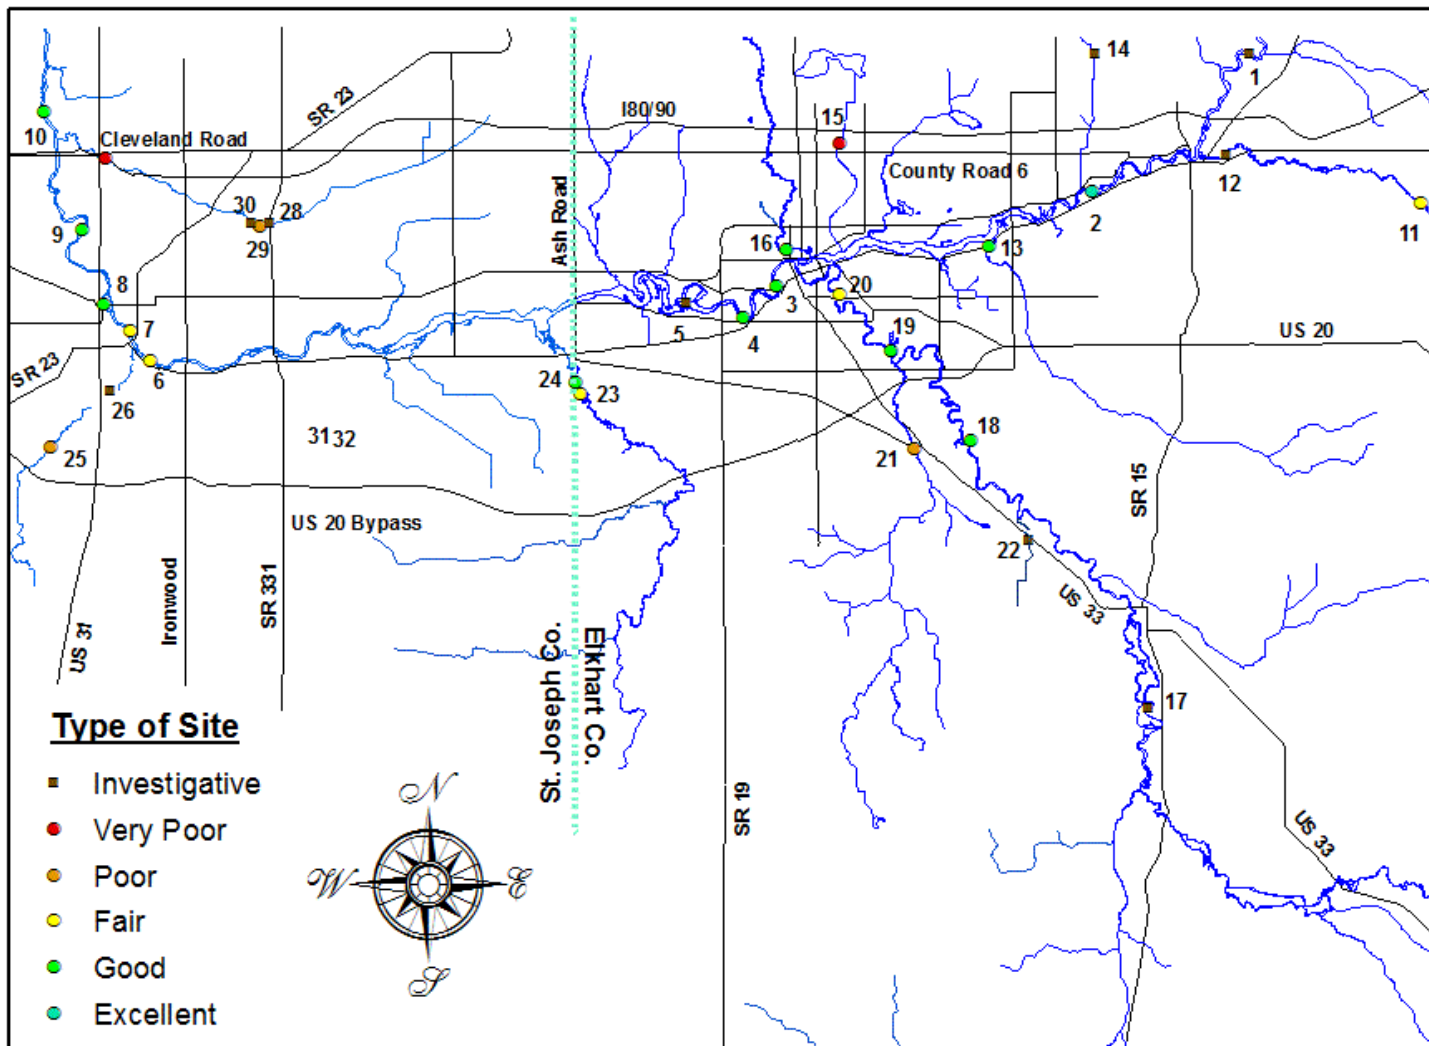 SR 23
I80/90
14
1
10
Cleveland Road
15
County Road 6
12
2
11
30
28
29
9
Ash Road
16
13
8
20
3
5
4
19
US 20
7
SR 23
6
24
23
26
31 32
18
25
21
SR 15
US 20 Bypass
22
US 31
Ironwood
SR 331
US 33
St. Joseph Co.
Elkhart Co.
17
SR 19
US 33
Type of Site
Investigative
Very Poor
Poor
Fair
Good
Excellent
N
W
E
S